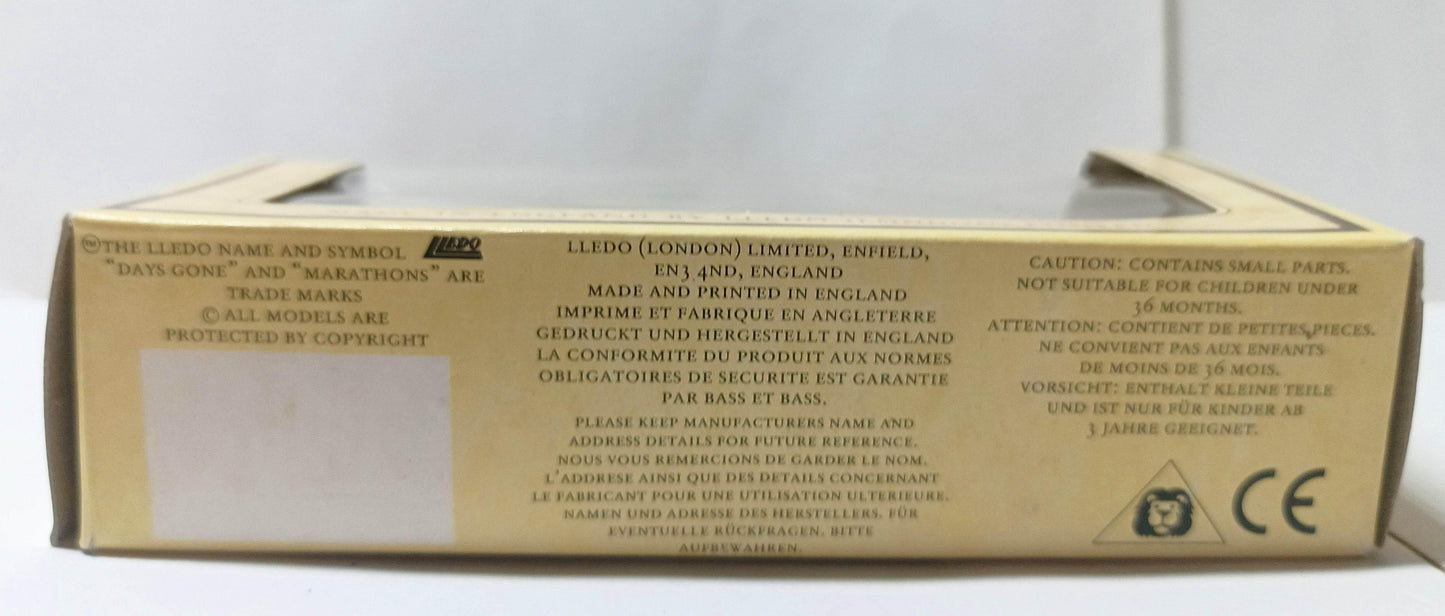 ™THE LLEDO NAME AND SYMBOL LLEDO
"DAYS GONE" AND "MARATHONS" ARE
TRADE MARKS
© ALL MODELS ARE
PROTECTED BY COPYRIGHT
LLEDO (LONDON) LIMITED, ENFIELD,
EN3 4ND, ENGLAND
MADE AND PRINTED IN ENGLAND
IMPRIME ET FABRIQUE EN ANGLETERRE
GEDRUCKT UND HERGESTELLT IN ENGLAND
LA CONFORMITE DU PRODUIT AUX NORMES
OBLIGATOIRES DE SECURITE EST GARANTIE
PAR BASS ET BASS.
PLEASE KEEP MANUFACTURERS NAME AND
ADDRESS DETAILS FOR FUTURE REFERENCE.
NOUS VOUS REMERCIONS DE GARDER LE NOM.
L'ADDRESE AINSI QUE DES DETAILS CONCERNANT
LE FABRICANT POUR UNE UTILISATION ULTERIEURE.
NAMEN UND ADRESSE DES HERSTELLERS. FÜR
EVENTUELLE RÜCKFRAGEN. BITTE
AUFBEWAHREN.
CAUTION: CONTAINS SMALL PARTS.
NOT SUITABLE FOR CHILDREN UNDER
36 MONTHS.
ATTENTION: CONTIENT DE PETITES PIECES.
NE CONVIENT PAS AUX ENFANTS
DE MOINS DE 36 MOIS.
VORSICHT: ENTHALT KLEINE TEILE
UND IST NUR FÜR KINDER AB
3 JAHRE GEEIGNET.
CE